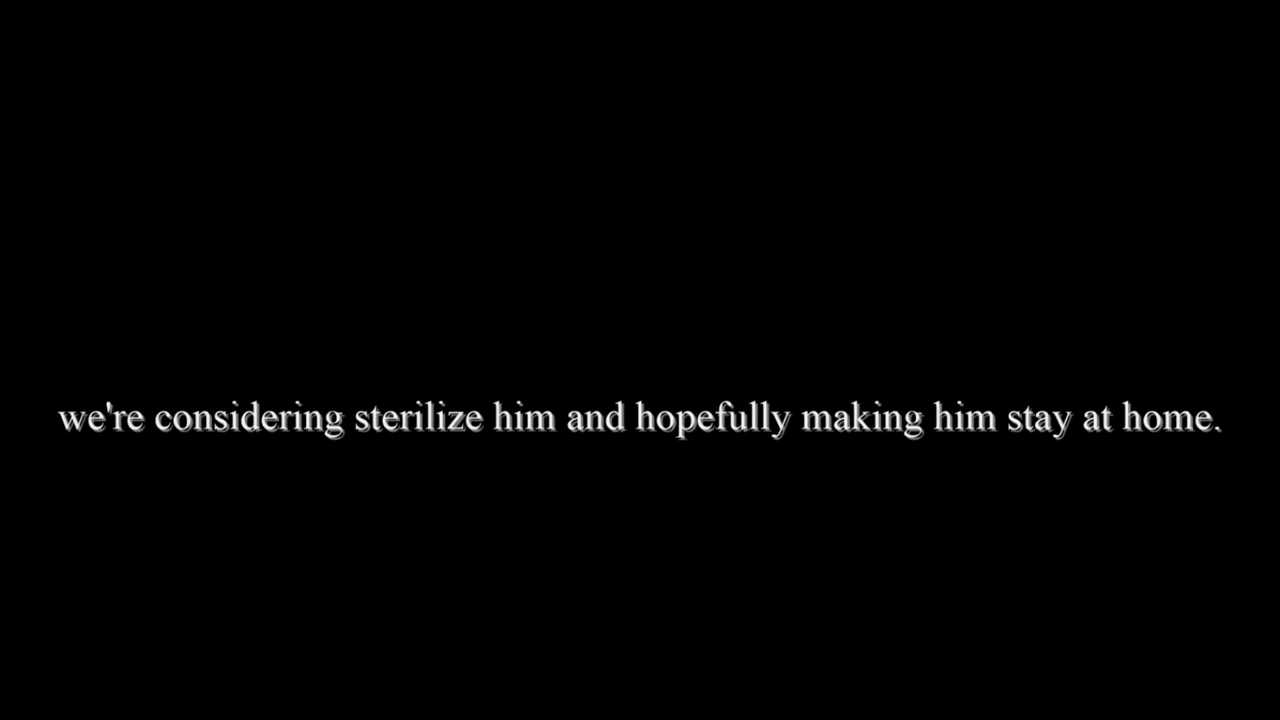 we're considering sterilize him and hopefully making him stay at home.